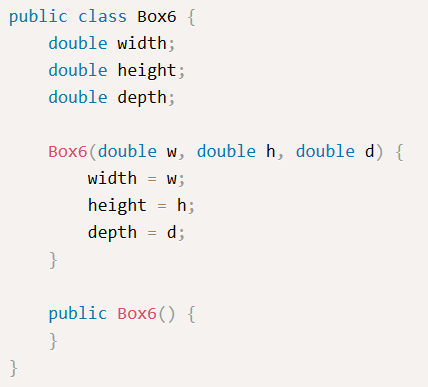 public class Box6 {
    double width;
    double height;
    double depth;

    Box6(double w, double h, double d) {
        width = w;
        height = h;
        depth = d;
    }

    public Box6() {
    }
}